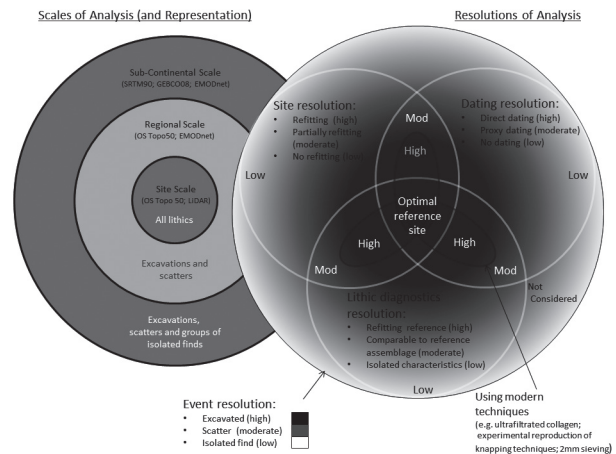 Scales of Analysis (and Representation)
Resolutions of Analysis
Sub-Continental Scale
(SRTM90; GEBCO08; EMODnet)
Regional Scale
(OS Topo50; EMODnet)
Site Scale
(OS Topo 50; LiDAR)
All lithics
Excavations and
scatters
Excavations,
scatters and groups of
isolated finds
Site resolution:
• Refitting (high)
• Partially refitting
(moderate)
• No refitting (low)
Low
Mod
High
Dating resolution:
• Direct dating (high)
• Proxy dating (moderate)
• No dating (low)
Low
Optimal
reference
site
High
High
Mod
Mod
Not
Considered
Lithic diagnostics
resolution:
• Refitting reference (high)
• Comparable to reference
assemblage (moderate)
• Isolated characteristics (low)
Low
Event resolution:
• Excavated (high)
• Scatter (moderate)
• Isolated find (low)
Using modern
techniques
(e.g. ultrafiltrated collagen;
experimental reproduction of
knapping techniques; 2mm sieving)